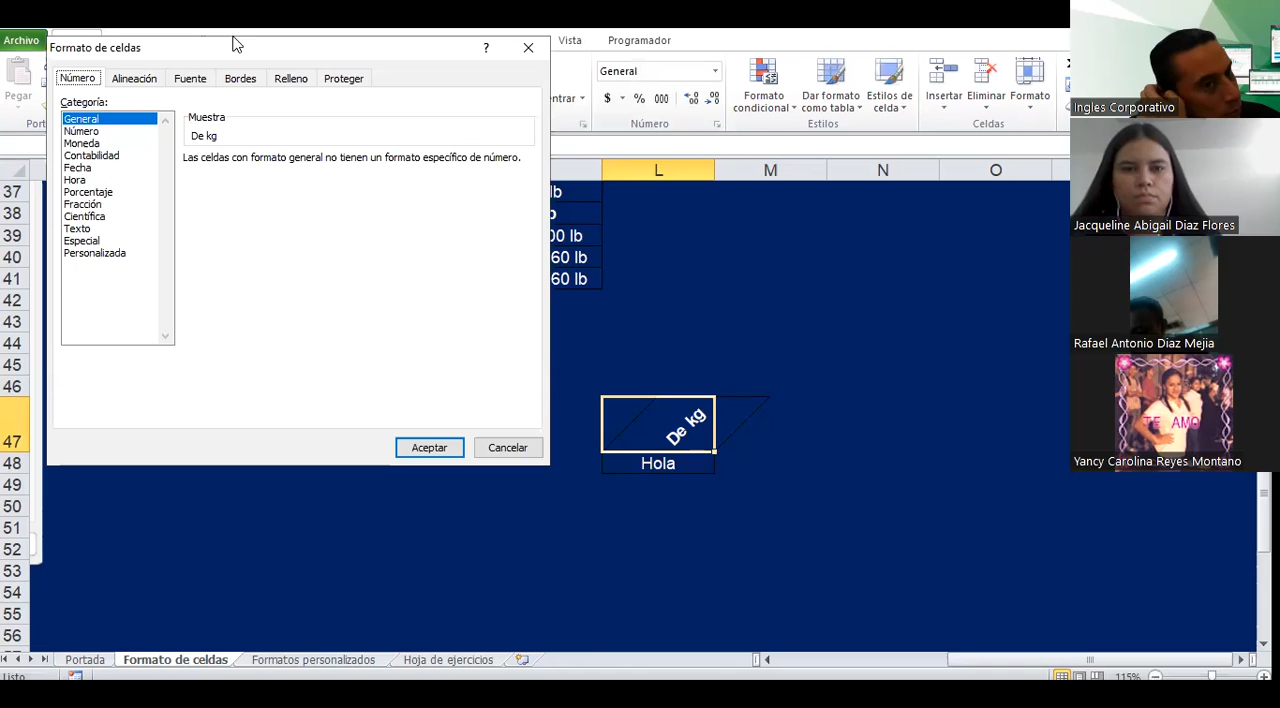 Archivo
Vista
Programador
Formato de celdas
?
Número
Alineación
Fuente
Bordes
Relleno
Proteger
Categoría:
General
Número
Moneda
Contabilidad
Fecha
Hora
Porcentaje
Fracción
Científica
Texto
Especial
Personalizada
Muestra
De kg
Las celdas con formato general no tienen un formato específico de número.
Aceptar
Cancelar
Pegar
General
$ % 000
Número
Formato condicional
Dar formato como tabla
Estilos de celda
Estilos
Insertar
Eliminar
Formato
Celdas
L M N O
37 lb
38
39 00 lb
40 60 lb
41 60 lb
42
43
44
45
46
47 De kg
48 Hola
49
50
51
52
53
54
55
56
Portada
Formato de celdas
Formatos personalizados
Hoja de ejercicios
Listo
115%
Ingles Corporativo
Jacqueline Abigail Diaz Flores
Rafael Antonio Diaz Mejia
TE AMO
Yancy Carolina Reyes Montano